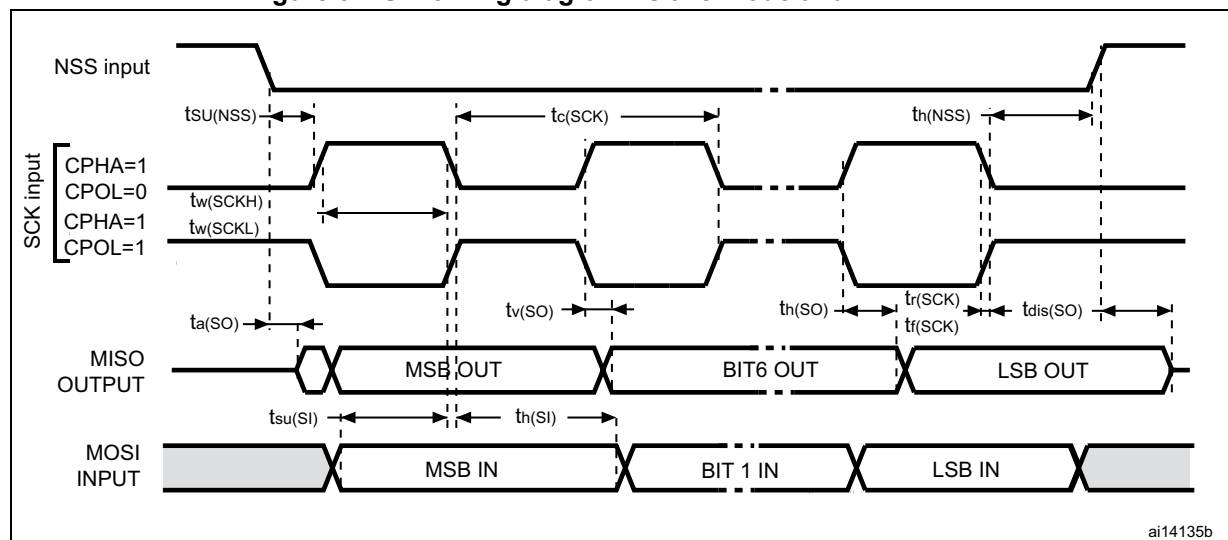 NSS input
tSU(NSS)
tc(SCK)
th(NSS)
SCK input
CPHA=1
CPOL=0
tw(SCKH)
CPHA=1
tw(SCKL)
CPOL=1
ta(SO)
tv(SO)
th(SO)
tr(SCK)
tf(SCK)
tdis(SO)
MISO
OUTPUT
MSB OUT
BIT6 OUT
LSB OUT
tsu(SI)
th(SI)
MOSI
INPUT
MSB IN
BIT 1 IN
LSB IN
ai14135b